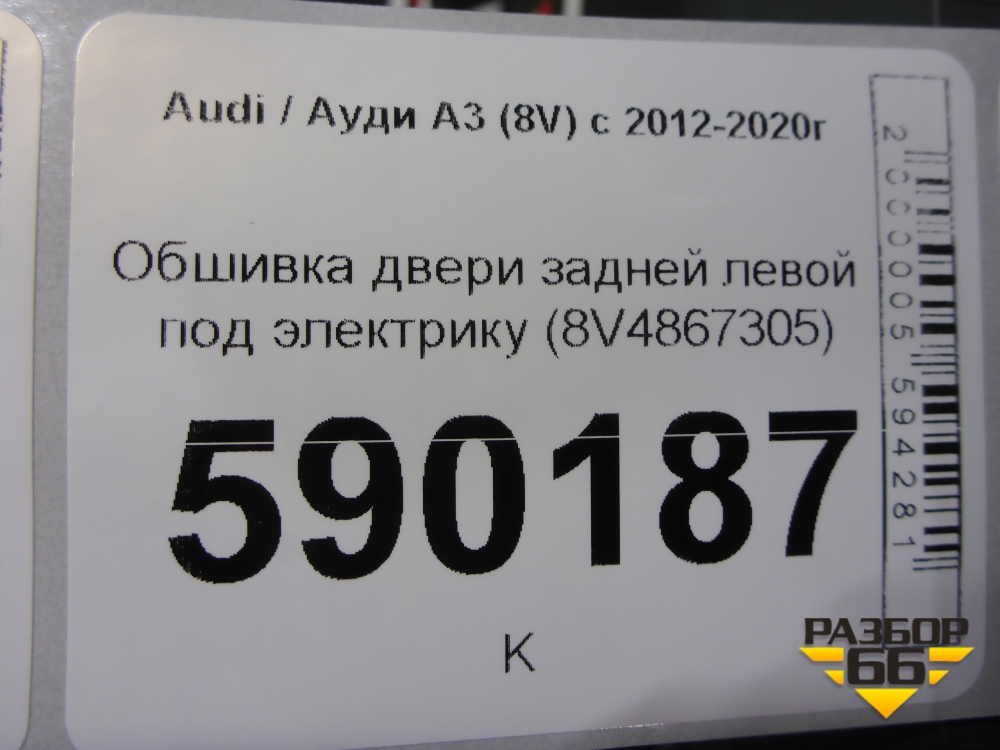 Audi / Ауди А3 (8V) с 2012-2020г
Обшивка двери задней левой
под электрику (8V4867305)
590187
К
2000005594281
РАЗБОР
66